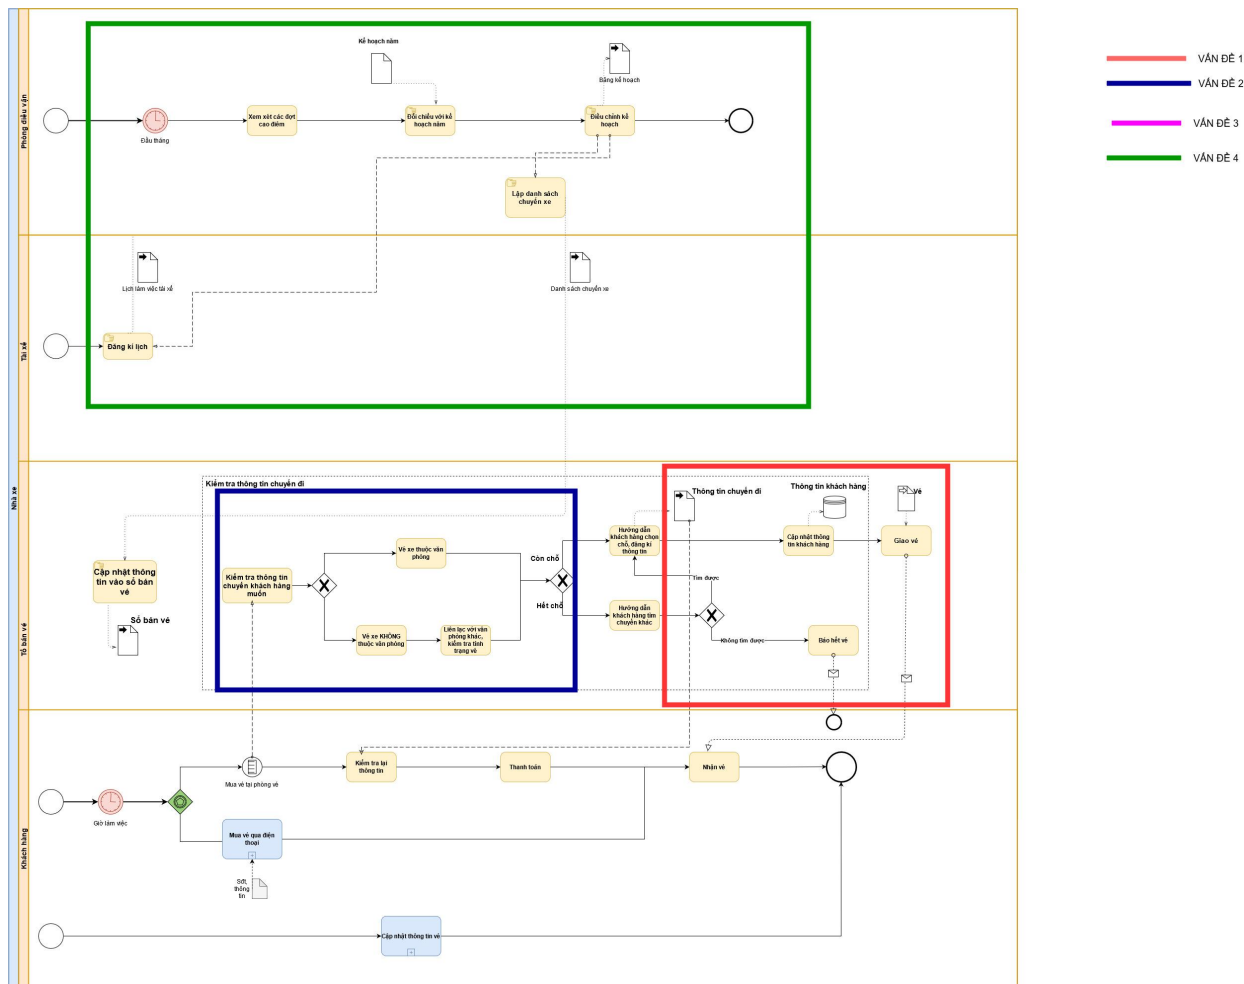 Nhà xe
Phòng điều vận
Kế hoạch năm
Bảng kế hoạch
Đầu tháng
Xem xét các đợt
cao điểm
Đối chiếu với kế
hoạch năm
Điều chỉnh kế
hoạch
Lập danh sách
chuyến xe
Tài xế
Lịch làm việc tài xế
Danh sách chuyến xe
Đăng kí lịch
Tổ bán vé
Kiểm tra thông tin chuyến đi
Cập nhật thông
tin vào sổ bán
vé
Sổ bán vé
Kiểm tra thông tin
chuyến khách hàng
muốn
Vé xe thuộc văn
phòng
Vé xe KHÔNG
thuộc văn phòng
Liên lạc với văn
phòng khác,
kiểm tra tình
trạng vé
Còn chỗ
Hết chỗ
Hướng dẫn
khách hàng chọn
chỗ, đăng kí
thông tin
Hướng dẫn
khách hàng tìm
chuyến khác
Thông tin chuyến đi
Thông tin khách hàng
Cập nhật thông
tin khách hàng
Vé
Giao vé
Tìm được
Không tìm được
Báo hết vé
Khách hàng
Giờ làm việc
Mua vé tại phòng vé
Kiểm tra lại
thông tin
Thanh toán
Nhận vé
Mua vé qua điện
thoại
Sđt,
thông
tin
Cập nhật thông tin vé
VẤN ĐỀ 1
VẤN ĐỀ 2
VẤN ĐỀ 3
VẤN ĐỀ 4